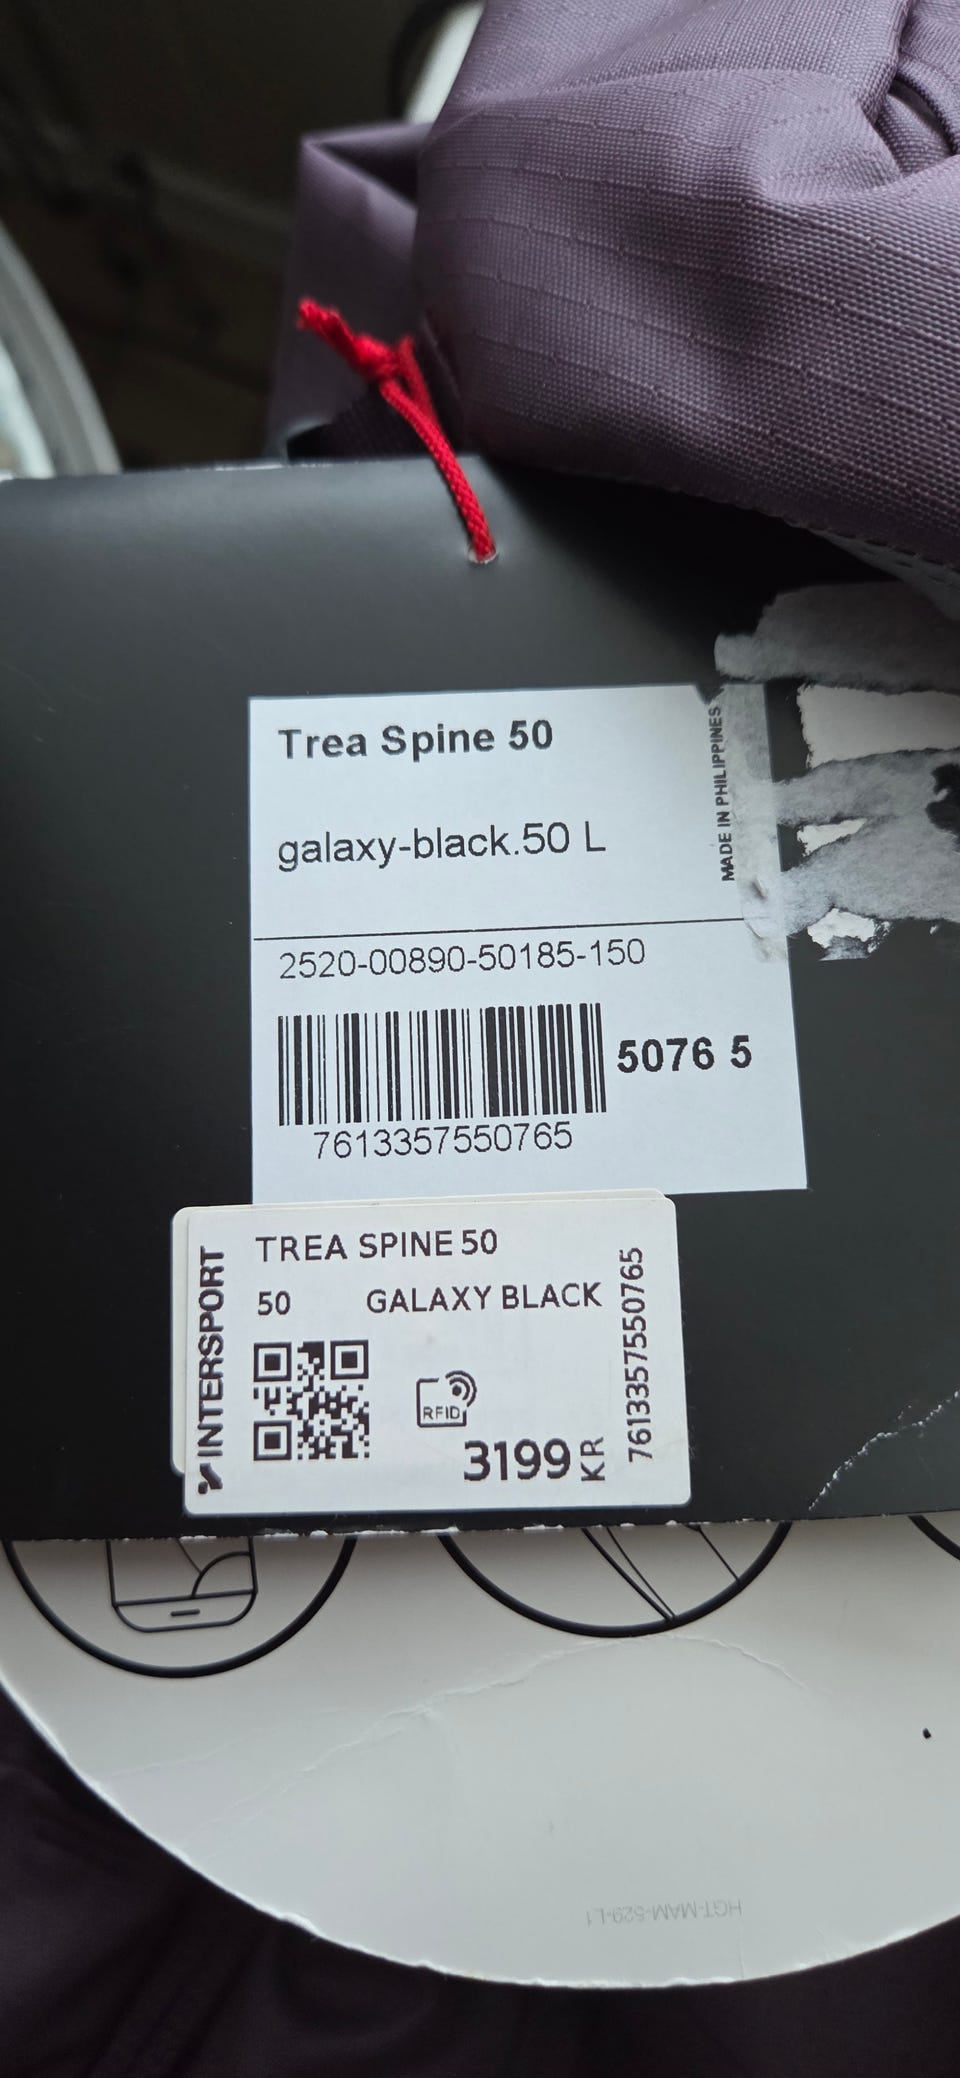 Trea Spine 50
galaxy-black.50 L
MADE IN PHILIPPINES
2520-00890-50185-150
5076 5
7613357550765
INTERSPORT
TREA SPINE 50
50 GALAXY BLACK
RFID
3199 KR
7613357550765
HGT-MAM-529-L1